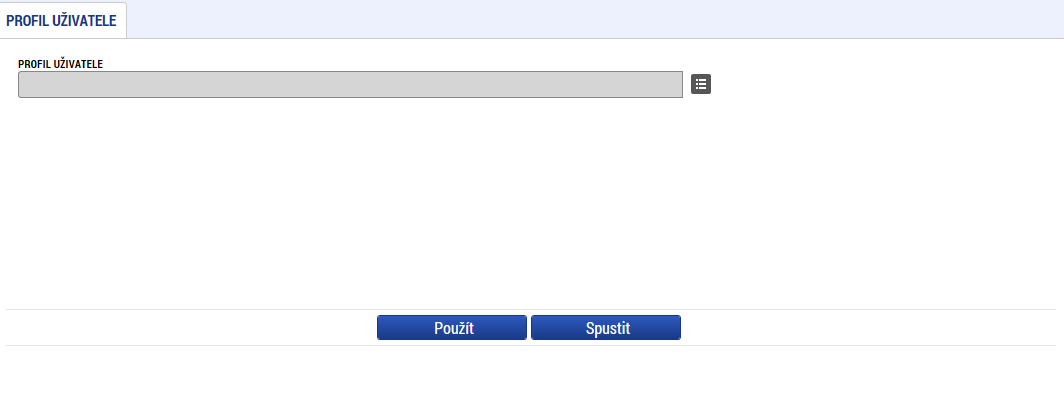 PROFIL UŽIVATELE
PROFIL UŽIVATELE
Použít
Spustit